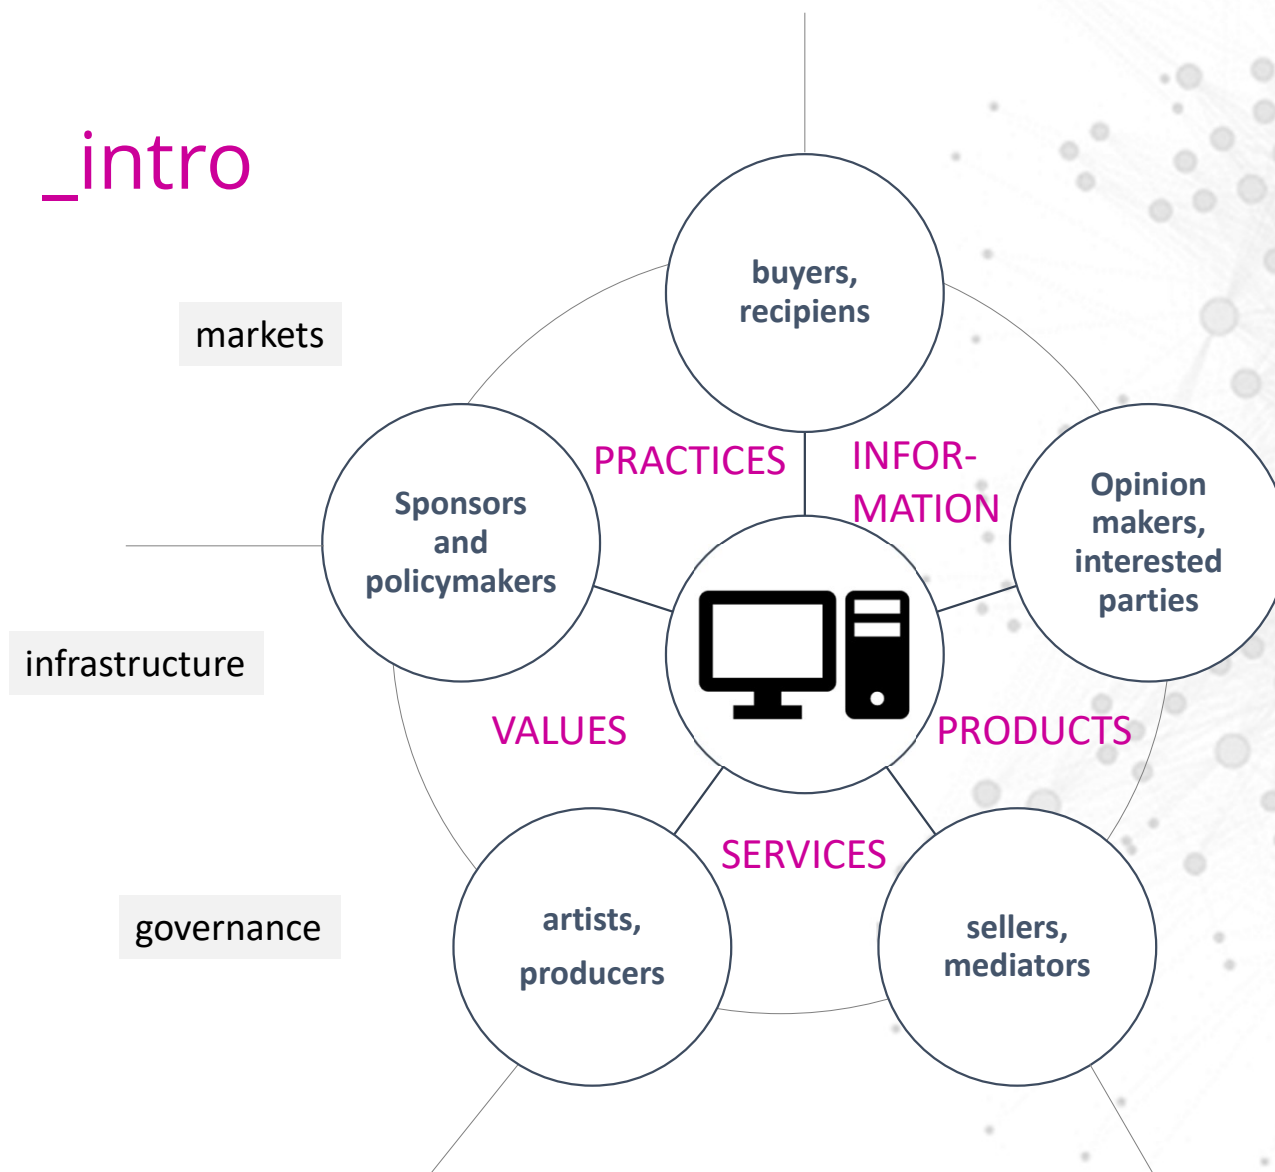 _intro
buyers,
recipiens
markets
PRACTICES
INFOR-
MATION
Sponsors
and
policymakers
Opinion
makers,
interested
parties
infrastructure
VALUES
PRODUCTS
SERVICES
governance
artists,
producers
sellers,
mediators